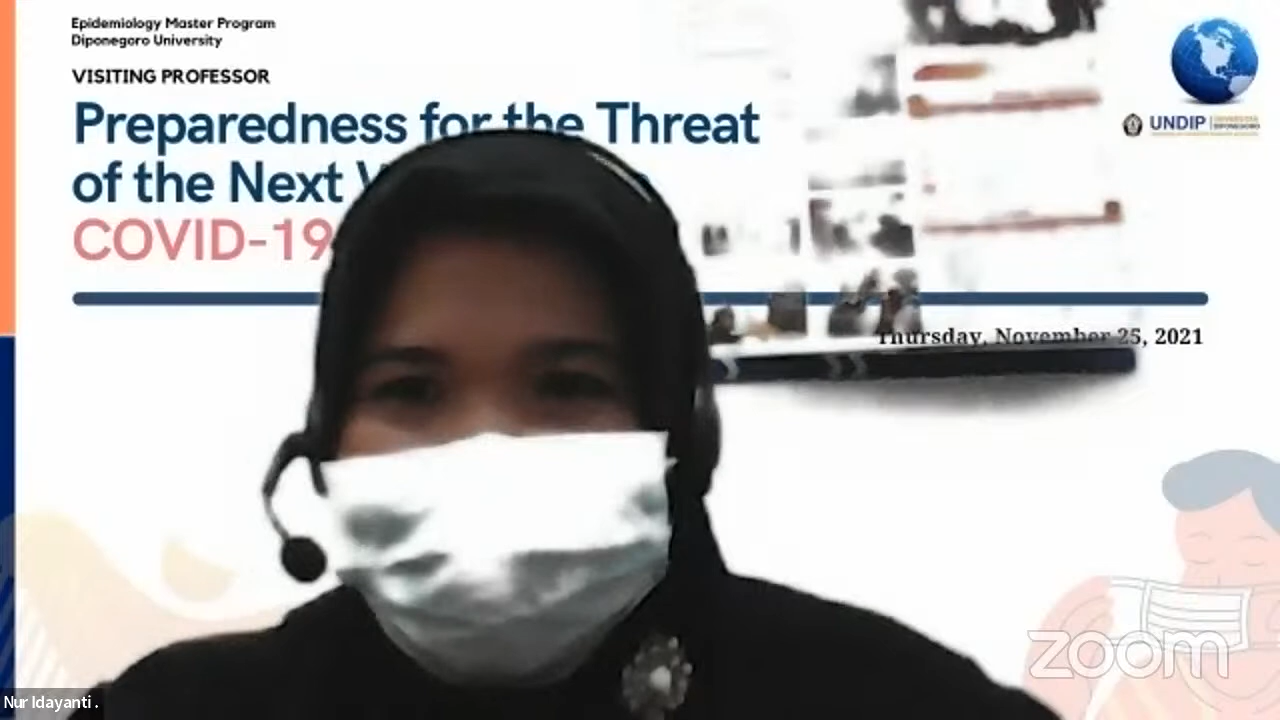 Epidemiology Master Program
Diponegoro University
VISITING PROFESSOR
Preparedness for the Threat
of the Next
COVID-19
UNDIP
Thursday, November 25, 2021
zoom
Nur Idayanti .